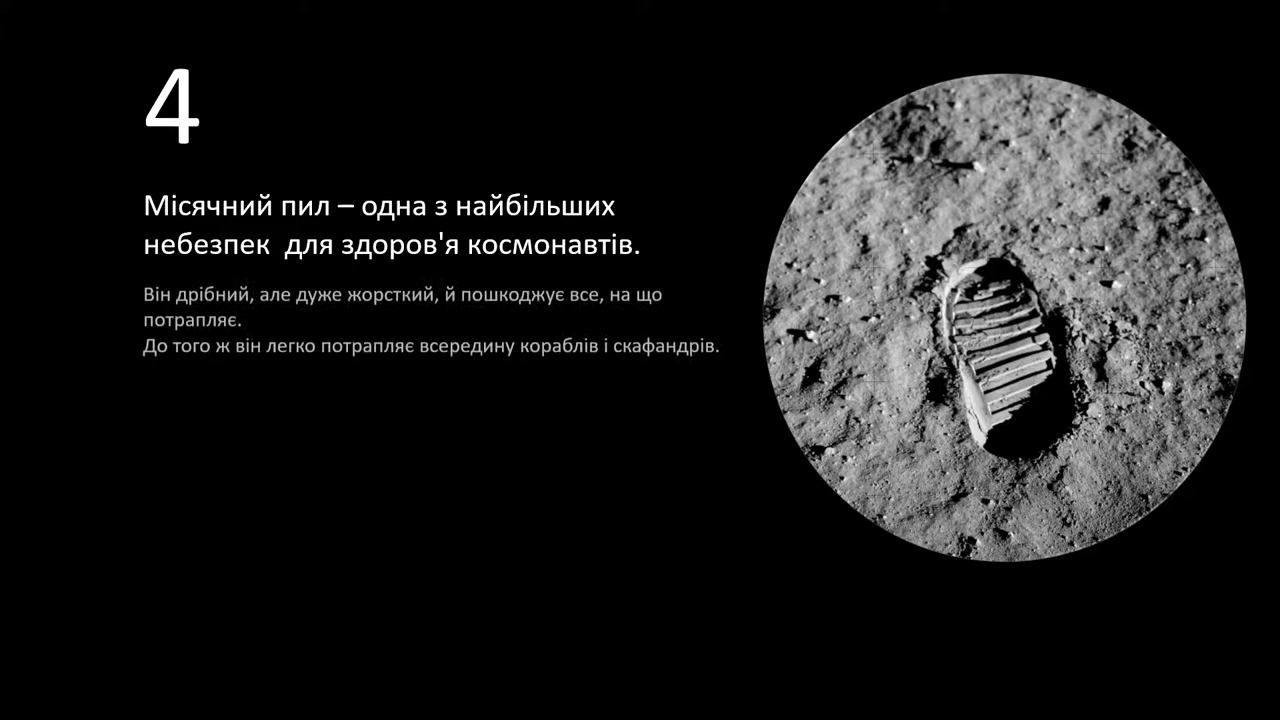 4
Місячний пил – одна з найбільших
небезпек  для здоров'я космонавтів.
Він дрібний, але дуже жорсткий, й пошкоджує все, на що
потрапляє.
До того ж він легко потрапляє всередину кораблів і скафандрів.